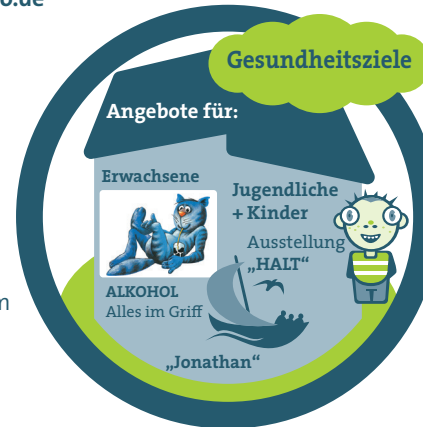 o.de
Gesundheitsziele
Angebote für:
Erwachsene
Jugendliche
+ Kinder
Ausstellung
„HALT“
ALKOHOL
Alles im Griff
„Jonathan“
T